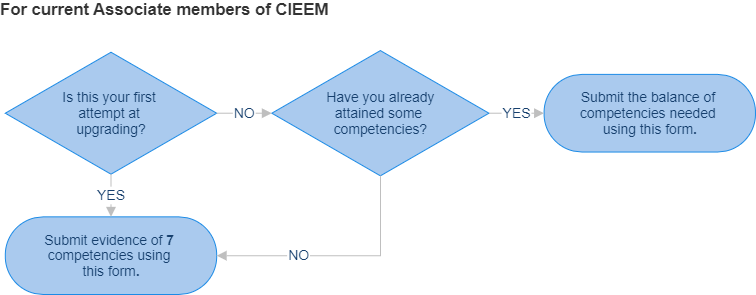 For current Associate members of CIEEM
Is this your first
attempt at
upgrading?
NO
Have you already
attained some
competencies?
YES
Submit the balance of
competencies needed
using this form.
YES
Submit evidence of 7
competencies using
this form.
NO